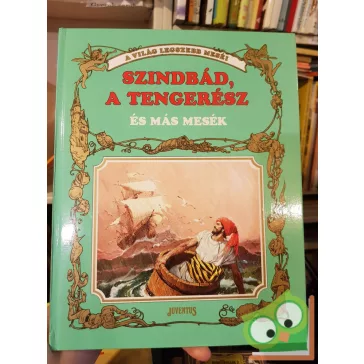 A VILÁG LEGSZEBB MESÉI
SZINDBÁD,
A TENGERÉSZ
ÉS MÁS MESÉK
JUVENTUS